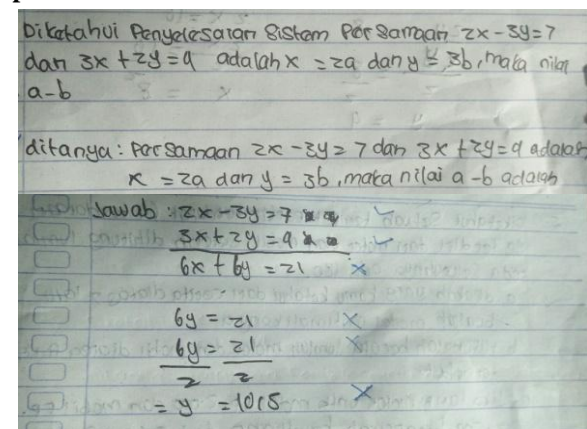 Diketahui Penyelesaian Sistem Persamaan 2x - 3y = 7
dan 3x + 2y = 9 adalah x = 2a dan y = 3b, maka nilai
a - b
ditanya : Persamaan 2x - 3y = 7 dan 3x + 2y = 9 adalah
x = 2a dan y = 3b, maka nilai a - b adalah
Jawab : 2x - 3y = 7 ✓
3x + 2y = 9 ✓
6x + 6y = 21 ×
6y = 21 ×
6y = 21 ×
2 2
= y = 10,5 ×